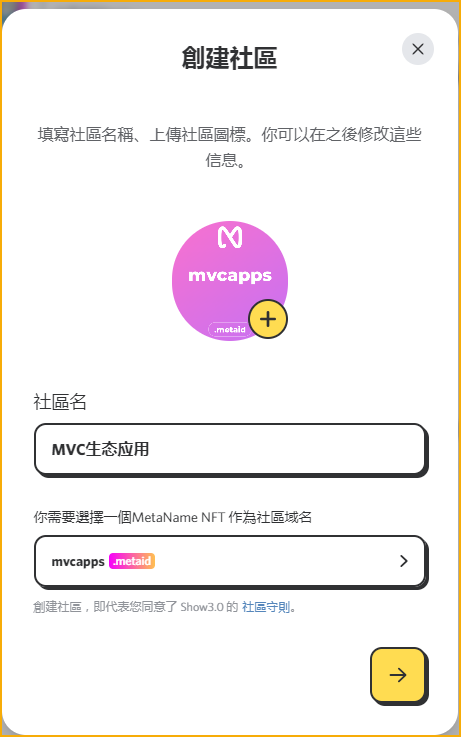 創建社區
填寫社區名稱、上傳社區圖標。你可以在之後修改這些
信息。
mvcapps
.metaid
社區名
MVC生态应用
你需要選擇一個MetaName NFT 作為社區域名
mvcapps .metaid
創建社區，即代表您同意了 Show3.0 的 社區守則。